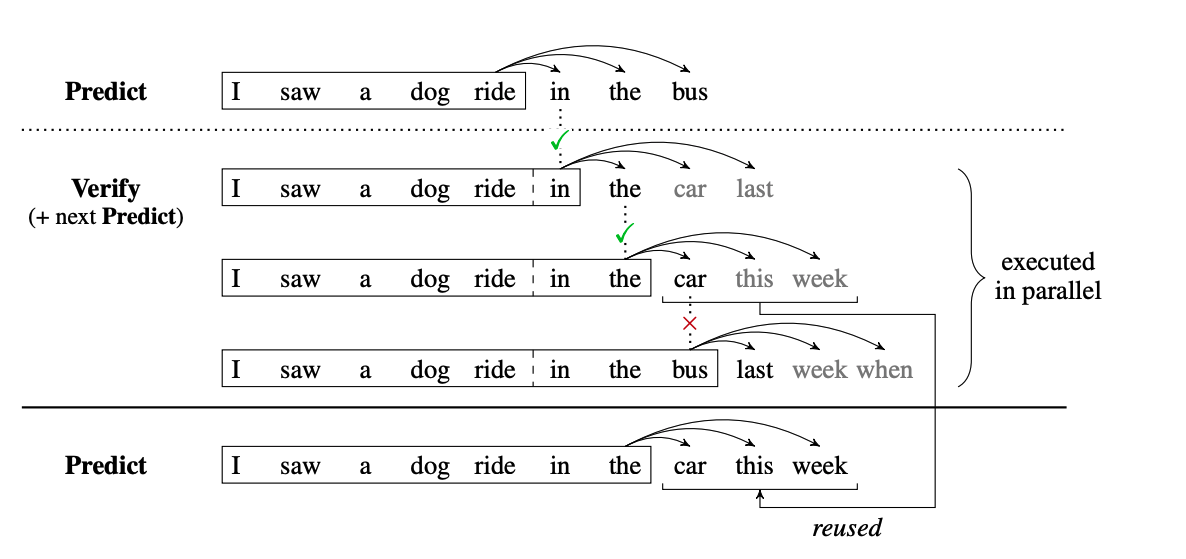 Predict I saw a dog ride in the bus
Verify I saw a dog ride in the car last
(+ next Predict)
I saw a dog ride in the car this week
executed
in parallel
I saw a dog ride in the bus last week when
Predict I saw a dog ride in the car this week
reused